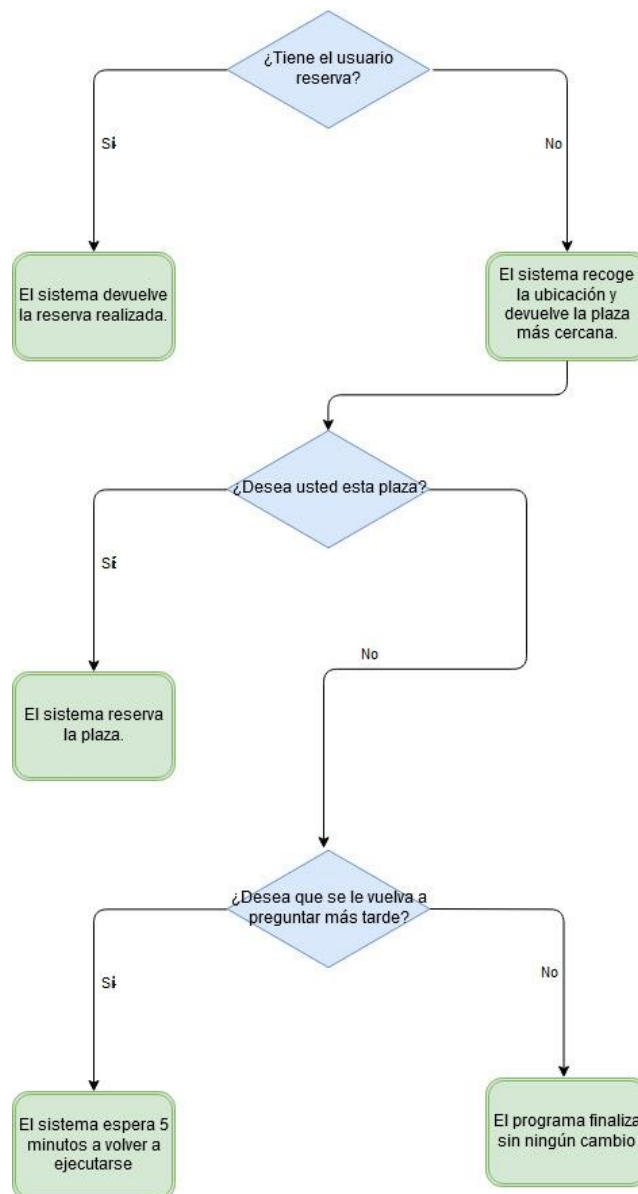 ¿Tiene el usuario
reserva?
Si
No
El sistema devuelve
la reserva realizada.
El sistema recoge
la ubicación y
devuelve la plaza
más cercana.
¿Desea usted esta plaza?
Sí
No
El sistema reserva
la plaza.
¿Desea que se le vuelva a
preguntar más tarde?
Si
No
El sistema espera 5
minutos a volver a
ejecutarse
El programa finaliza
sin ningún cambio